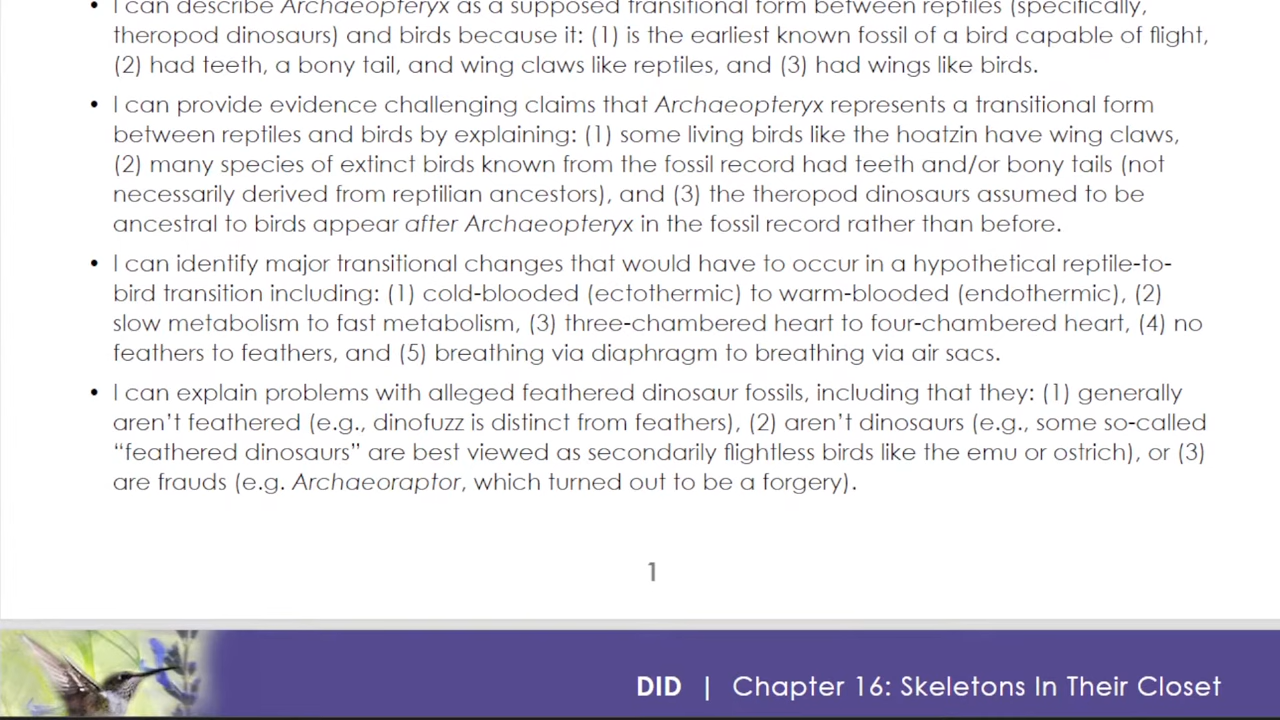 • I can describe Archaeopteryx as a supposed transitional form between reptiles (specifically,
theropod dinosaurs) and birds because it: (1) is the earliest known fossil of a bird capable of flight,
(2) had teeth, a bony tail, and wing claws like reptiles, and (3) had wings like birds.
• I can provide evidence challenging claims that Archaeopteryx represents a transitional form
between reptiles and birds by explaining: (1) some living birds like the hoatzin have wing claws,
(2) many species of extinct birds known from the fossil record had teeth and/or bony tails (not
necessarily derived from reptilian ancestors), and (3) the theropod dinosaurs assumed to be
ancestral to birds appear after Archaeopteryx in the fossil record rather than before.
• I can identify major transitional changes that would have to occur in a hypothetical reptile-to-
bird transition including: (1) cold-blooded (ectothermic) to warm-blooded (endothermic), (2)
slow metabolism to fast metabolism, (3) three-chambered heart to four-chambered heart, (4) no
feathers to feathers, and (5) breathing via diaphragm to breathing via air sacs.
• I can explain problems with alleged feathered dinosaur fossils, including that they: (1) generally
aren't feathered (e.g., dinofuzz is distinct from feathers), (2) aren't dinosaurs (e.g., some so-called
“feathered dinosaurs” are best viewed as secondarily flightless birds like the emu or ostrich), or (3)
are frauds (e.g. Archaeoraptor, which turned out to be a forgery).
1
DID | Chapter 16: Skeletons In Their Closet